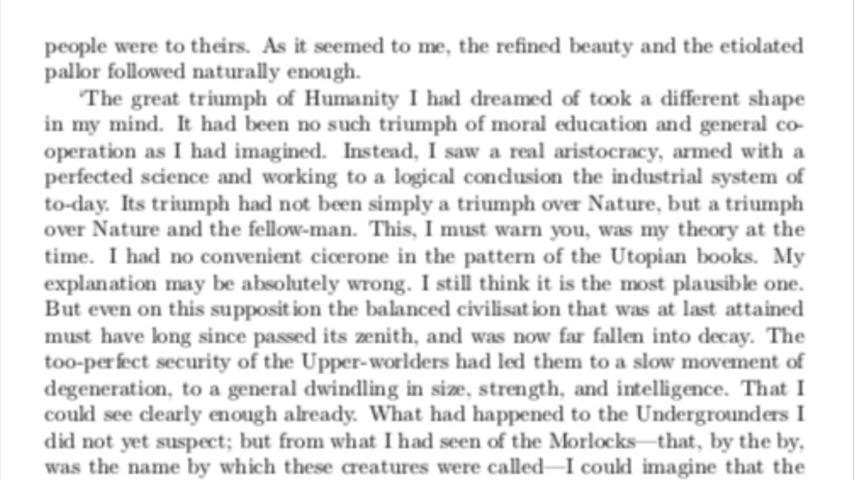 people were to theirs. As it seemed to me, the refined beauty and the etiolated
pallor followed naturally enough.
‘The great triumph of Humanity I had dreamed of took a different shape
in my mind. It had been no such triumph of moral education and general co-
operation as I had imagined. Instead, I saw a real aristocracy, armed with a
perfected science and working to a logical conclusion the industrial system of
to-day. Its triumph had not been simply a triumph over Nature, but a triumph
over Nature and the fellow-man. This, I must warn you, was my theory at the
time. I had no convenient cicerone in the pattern of the Utopian books. My
explanation may be absolutely wrong. I still think it is the most plausible one.
But even on this supposition the balanced civilisation that was at last attained
must have long since passed its zenith, and was now far fallen into decay. The
too-perfect security of the Upper-worlders had led them to a slow movement of
degeneration, to a general dwindling in size, strength, and intelligence. That I
could see clearly enough already. What had happened to the Undergrounders I
did not yet suspect; but from what I had seen of the Morlocks—that, by the by,
was the name by which these creatures were called—I could imagine that the